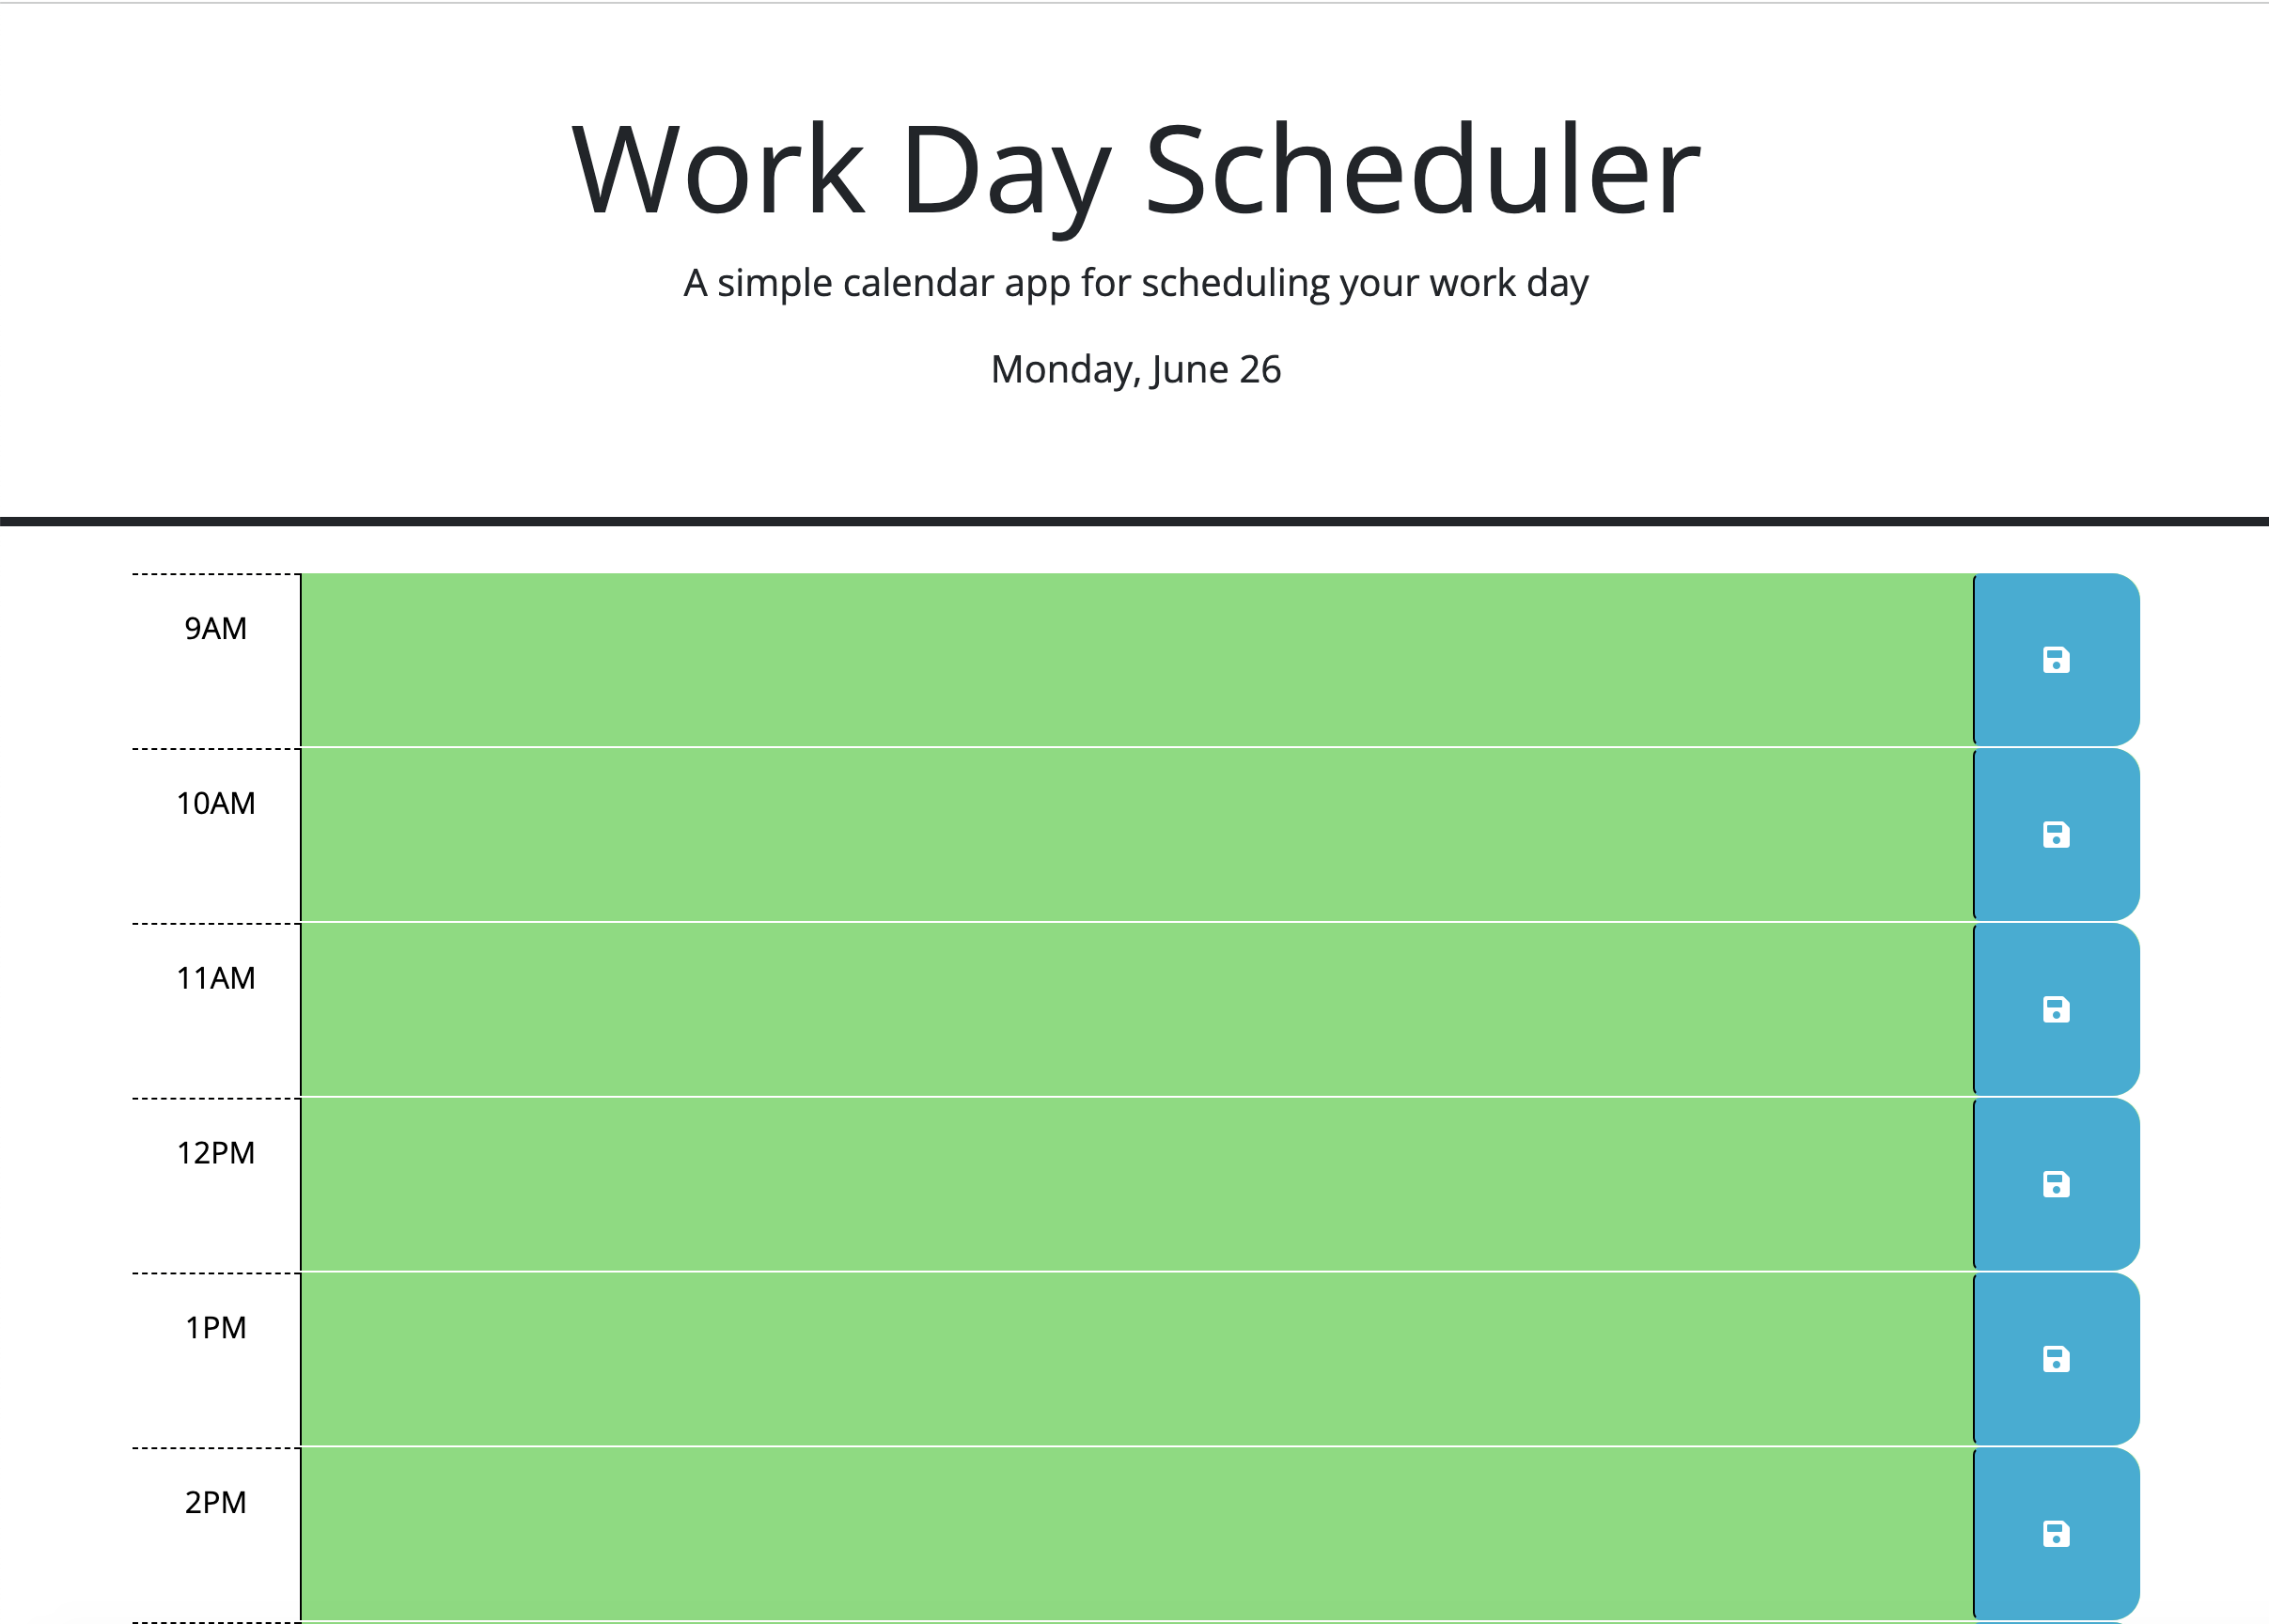 Work Day Scheduler
A simple calendar app for scheduling your work day
Monday, June 26
9AM
10AM
11AM
12PM
1PM
2PM